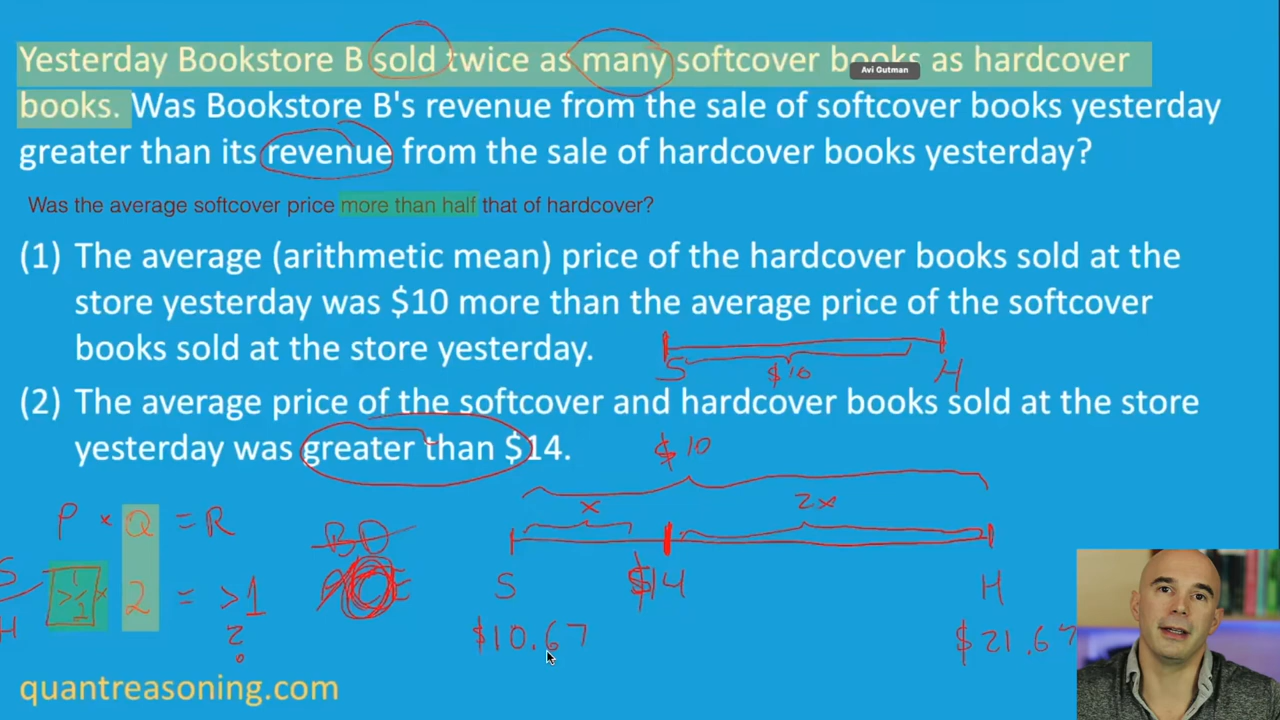 Yesterday Bookstore B sold twice as many softcover books as hardcover
Avi Gutman
books. Was Bookstore B's revenue from the sale of softcover books yesterday
greater than its revenue from the sale of hardcover books yesterday?
Was the average softcover price more than half that of hardcover?
(1) The average (arithmetic mean) price of the hardcover books sold at the
store yesterday was $10 more than the average price of the softcover
books sold at the store yesterday.
S $10 H
(2) The average price of the softcover and hardcover books sold at the store
yesterday was greater than $14.
$10
x 2x
P × Q = R
BD
S $14 H
S
H
>1/2 × 2 = >1
?
$10.67 $21.67
quantreasoning.com